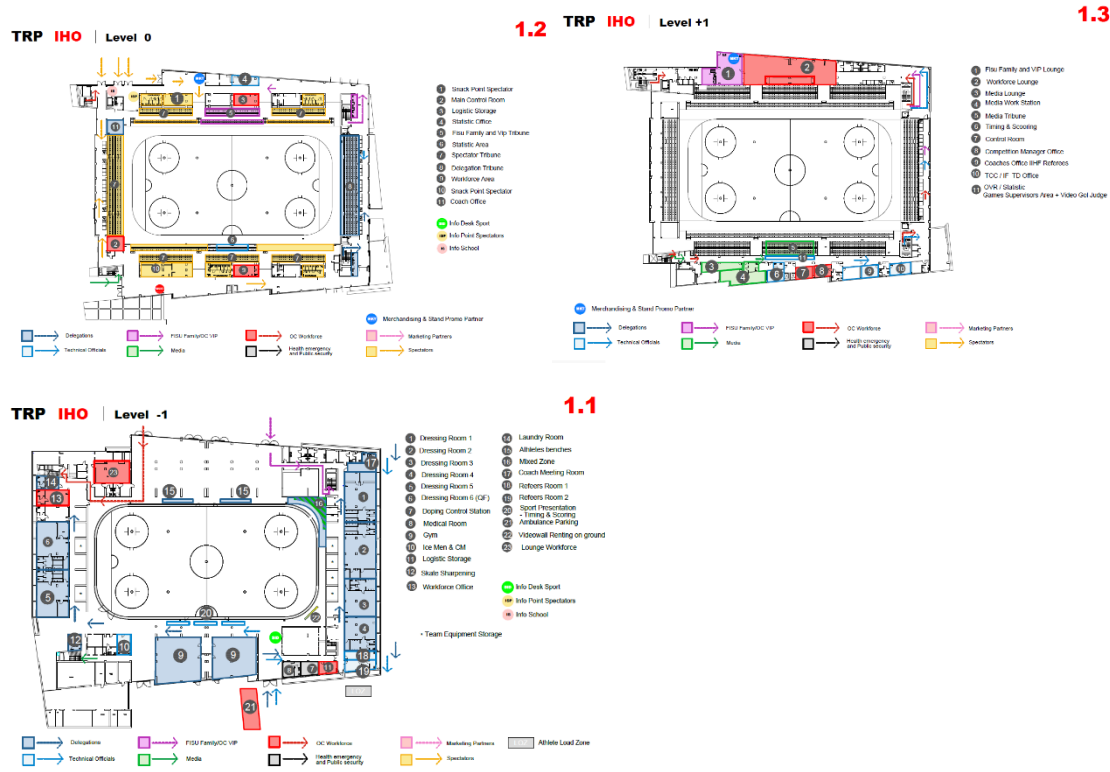 TRP IHO | Level 0
1.2
1 Snack Point Spectator
2 Main Control Room
3 Logistic Storage
4 Statistic Office
5 Fisu Family and Vip Tribune
6 Statistic Area
7 Spectator Tribune
8 Delegation Tribune
9 Workforce Area
10 Snack Point Spectator
11 Coach Office
Info Desk Sport
Info Point Spectators
Info School
Merchandising & Stand Promo Partner
Delegations
FISU Family/OC VIP
OC Workforce
Marketing Partners
Technical Officials
Media
Health emergency
and Public security
Spectators
TRP IHO | Level +1
1.3
1 Fisu Family and VIP Lounge
2 Workforce Lounge
3 Media Lounge
4 Media Work Station
5 Media Tribune
6 Timing & Scoring
7 Control Room
8 Competition Manager Office
9 Coaches Office IIHF Referees
10 TCC / IF TD Office
11 OVR / Statistic
Games Supervisors Area + Video Gol Judge
Merchandising & Stand Promo Partner
Delegations
FISU Family/OC VIP
OC Workforce
Marketing Partners
Technical Officials
Media
Health emergency
and Public security
Spectators
TRP IHO | Level -1
1.1
1 Dressing Room 1
2 Dressing Room 2
3 Dressing Room 3
4 Dressing Room 4
5 Dressing Room 5
6 Dressing Room 6 (QF)
7 Doping Control Station
8 Medical Room
9 Gym
10 Ice Men & CM
11 Logistic Storage
12 Skate Sharpening
13 Workforce Office
14 Laundry Room
15 Athletes benches
16 Mixed Zone
17 Coach Meeting Room
18 Refeers Room 1
19 Refeers Room 2
20 Sport Presentation
- Timing & Scoring
21 Ambulance Parking
22 Videowall Renting on ground
23 Lounge Workforce
Info Desk Sport
Info Point Spectators
Info School
• Team Equipment Storage
Delegations
FISU Family/OC VIP
OC Workforce
Marketing Partners
Athlete Load Zone
Technical Officials
Media
Health emergency
and Public security
Spectators